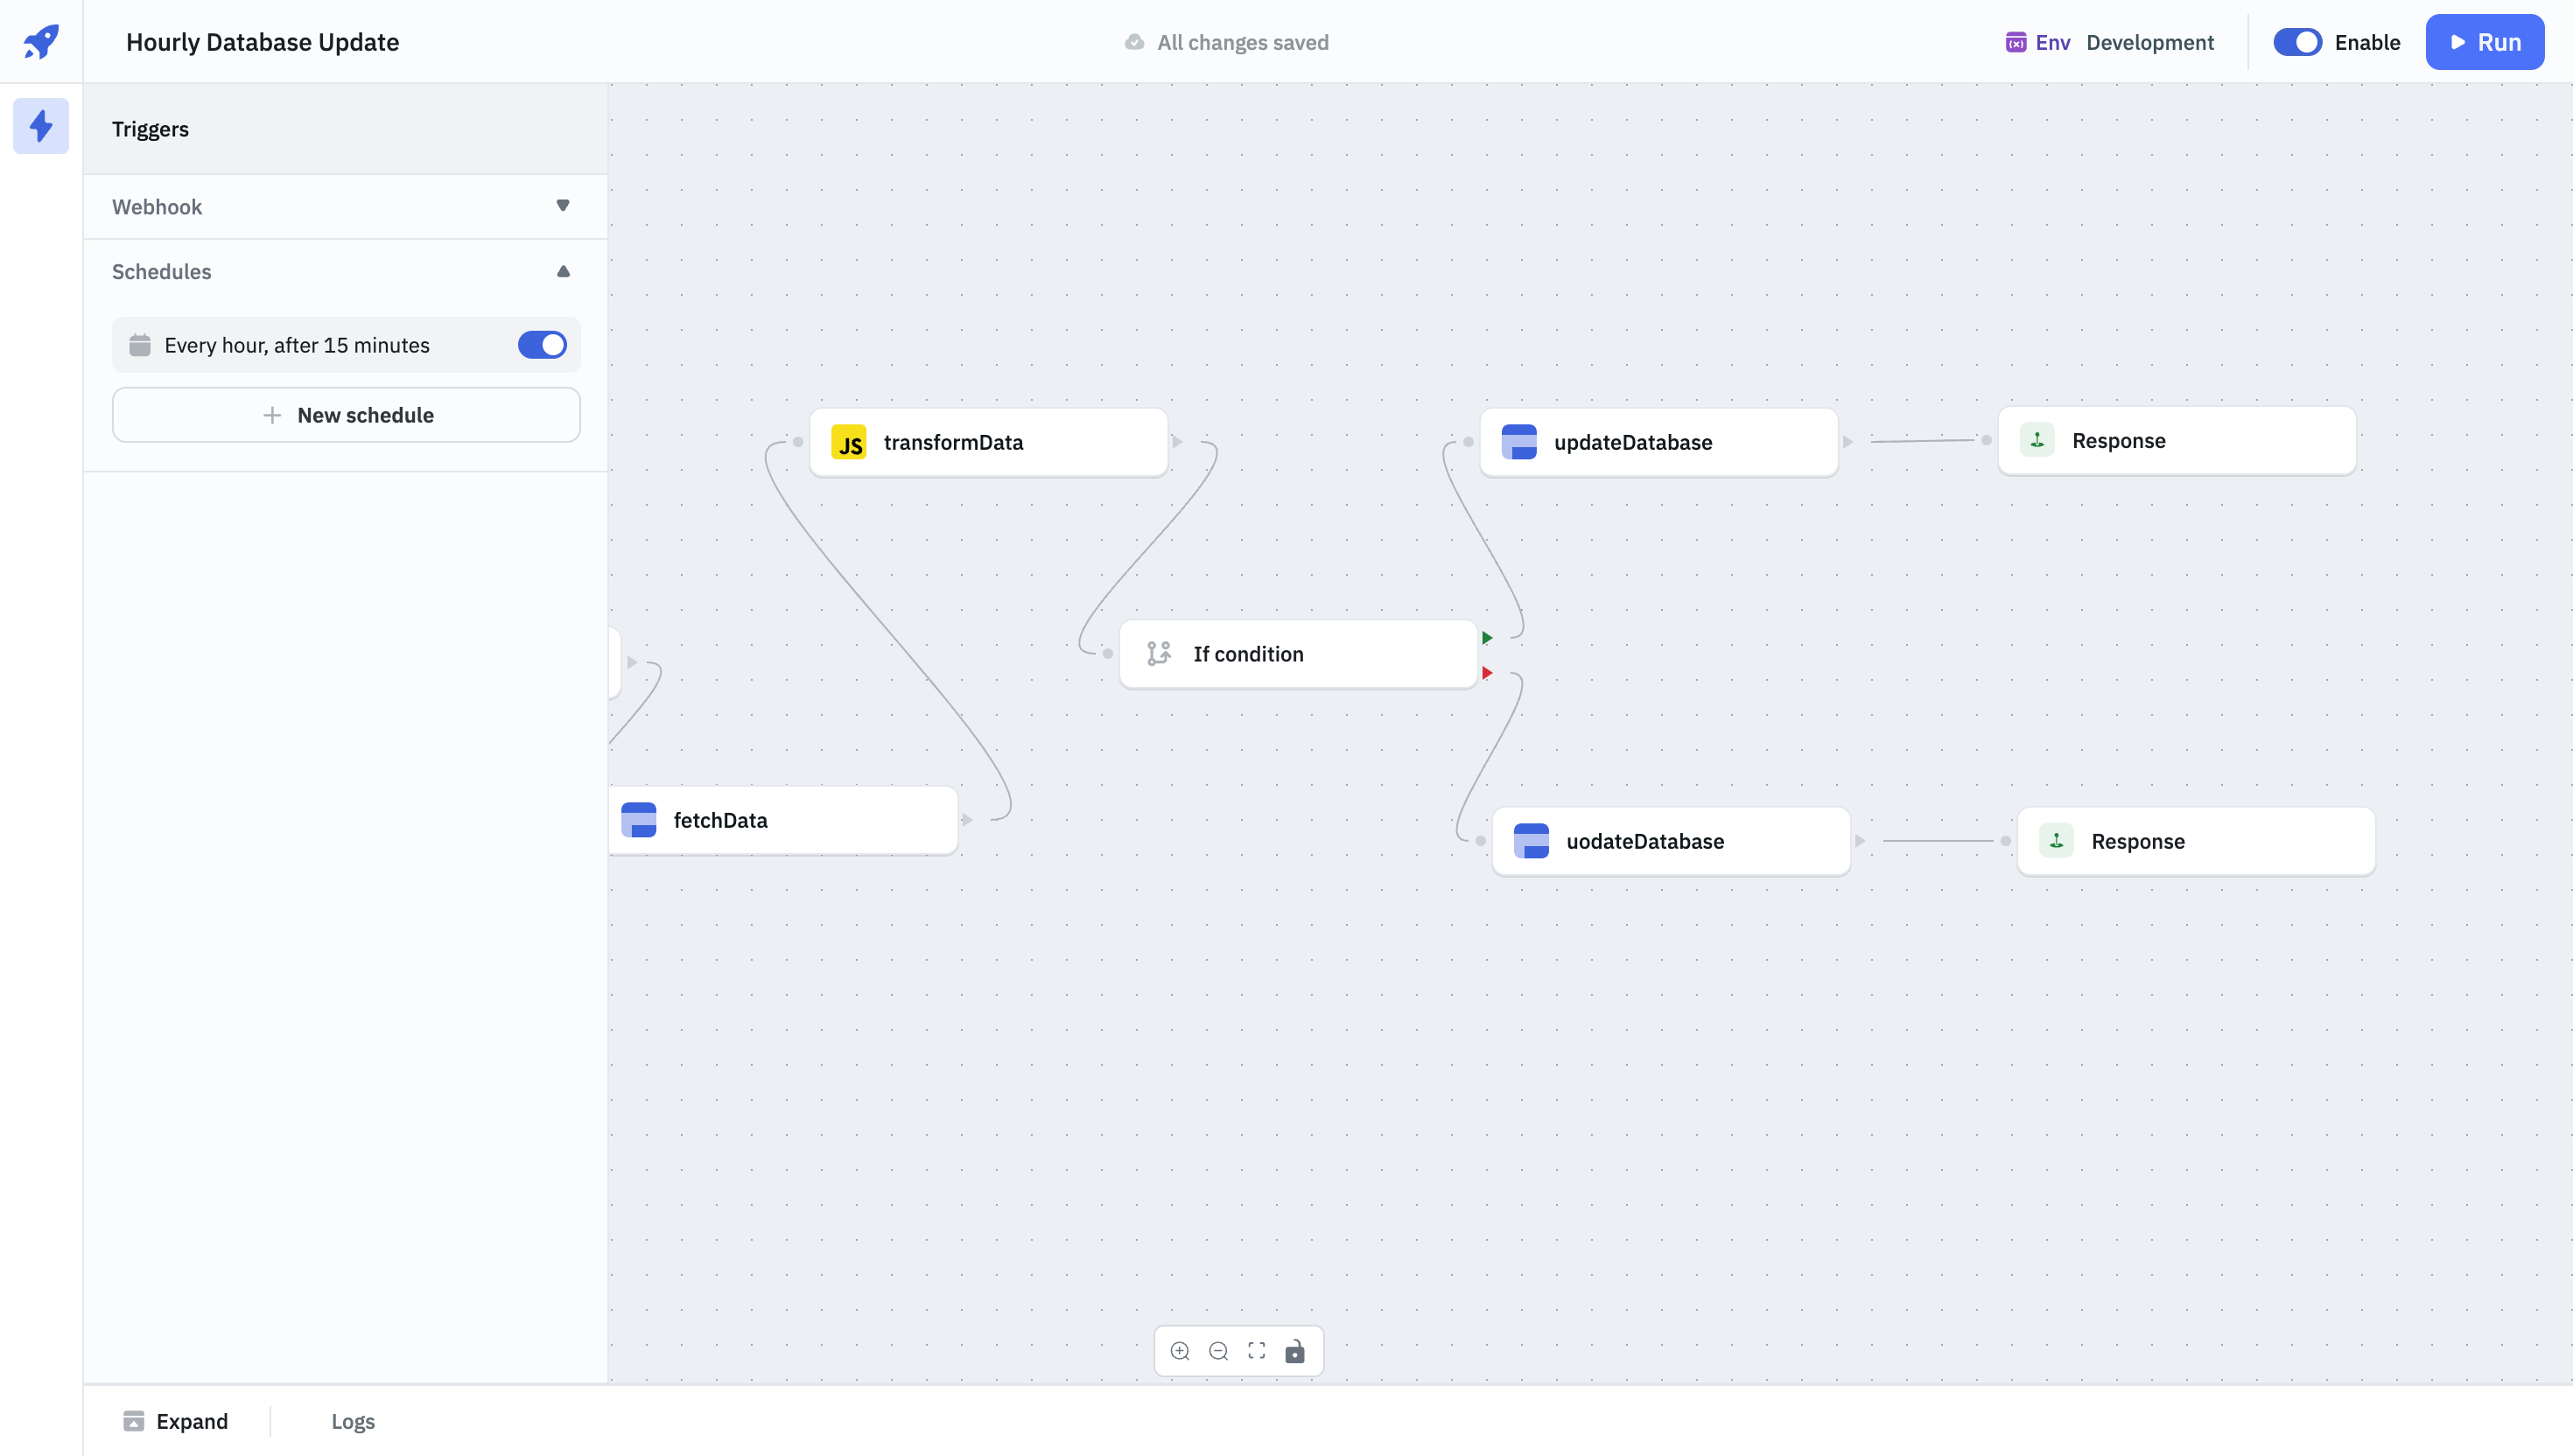 Hourly Database Update
All changes saved
Env Development
Enable
Run
Triggers
Webhook
Schedules
Every hour, after 15 minutes
New schedule
JS transformData
updateDatabase
Response
If condition
fetchData
uodateDatabase
Response
Expand
Logs